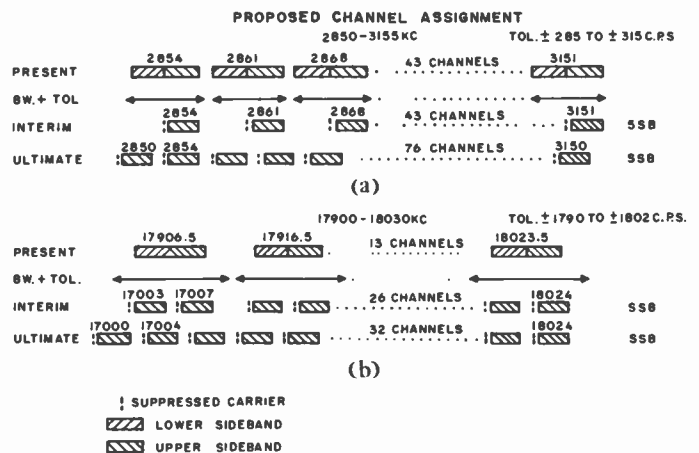 PROPOSED CHANNEL ASSIGNMENT
2850-3155KC TOL. ± 285 TO ± 315 C.P.S
PRESENT 2854 2861 2868 43 CHANNELS 3151
BW. + TOL
INTERIM 2854 2861 2868 43 CHANNELS 3151 SSB
ULTIMATE 2850 2854 76 CHANNELS 3150 SSB
(a)
17900-18030KC TOL. ± 1790 TO ± 1802 C.P.S.
PRESENT 17906.5 17916.5 13 CHANNELS 18023.5
BW. + TOL.
INTERIM 17003 17007 26 CHANNELS 18024 SSB
ULTIMATE 17000 17004 32 CHANNELS 18024 SSB
(b)
SUPPRESSED CARRIER
LOWER SIDEBAND
UPPER SIDEBAND